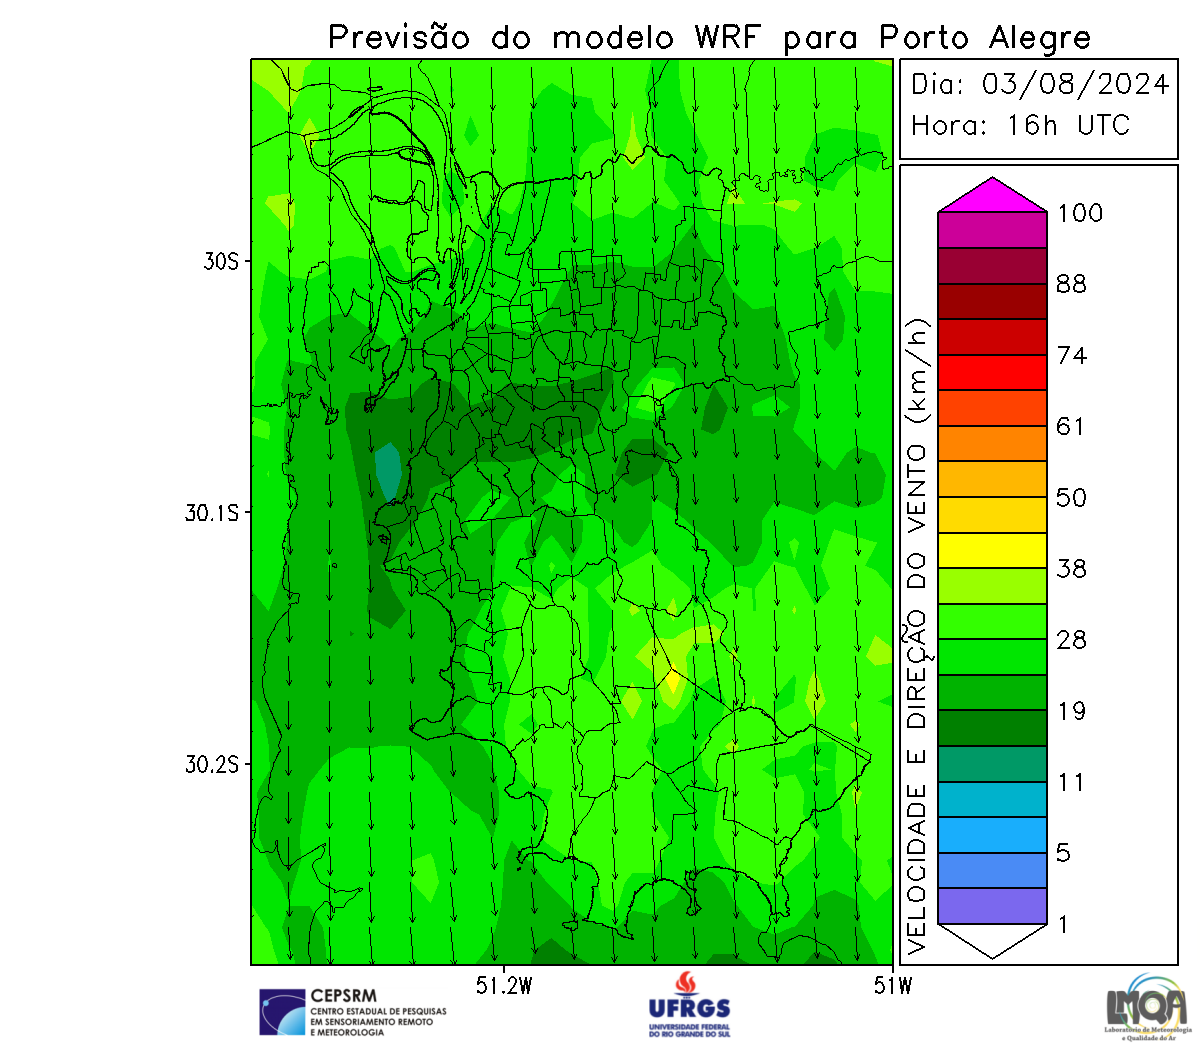 Previsão do modelo WRF para Porto Alegre
Dia: 03/08/2024
Hora: 16h UTC
30S
30.1S
30.2S
51.2W
51W
VELOCIDADE E DIREÇÃO DO VENTO (km/h)
100
88
74
61
50
38
28
19
11
5
1
CEPSRM
CENTRO ESTADUAL DE PESQUISAS
EM SENSORIAMENTO REMOTO
E METEOROLOGIA
UFRGS
UNIVERSIDADE FEDERAL
DO RIO GRANDE DO SUL
LMQA
Laboratório de Meteorologia
e Qualidade do Ar